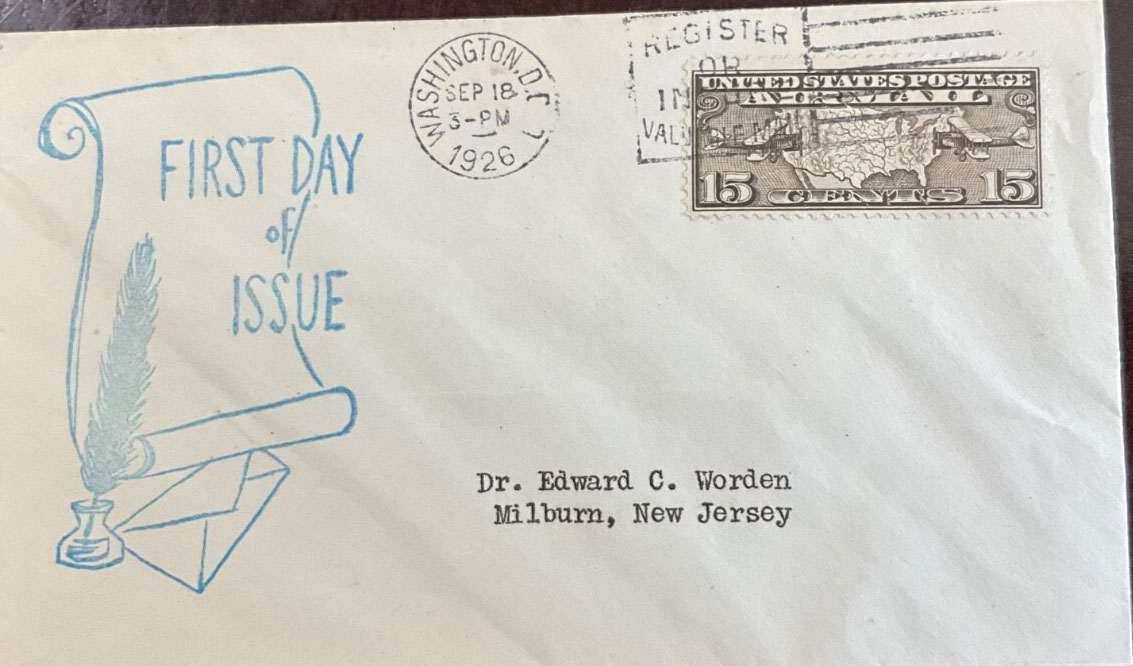 FIRST DAY
of
ISSUE
WASHINGTON, D.C.
SEP 18
3-PM
1926
1
REGISTER
OR
UNITED STATES POSTAGE
15 CENTS 15
Dr. Edward C. Worden
Milburn, New Jersey